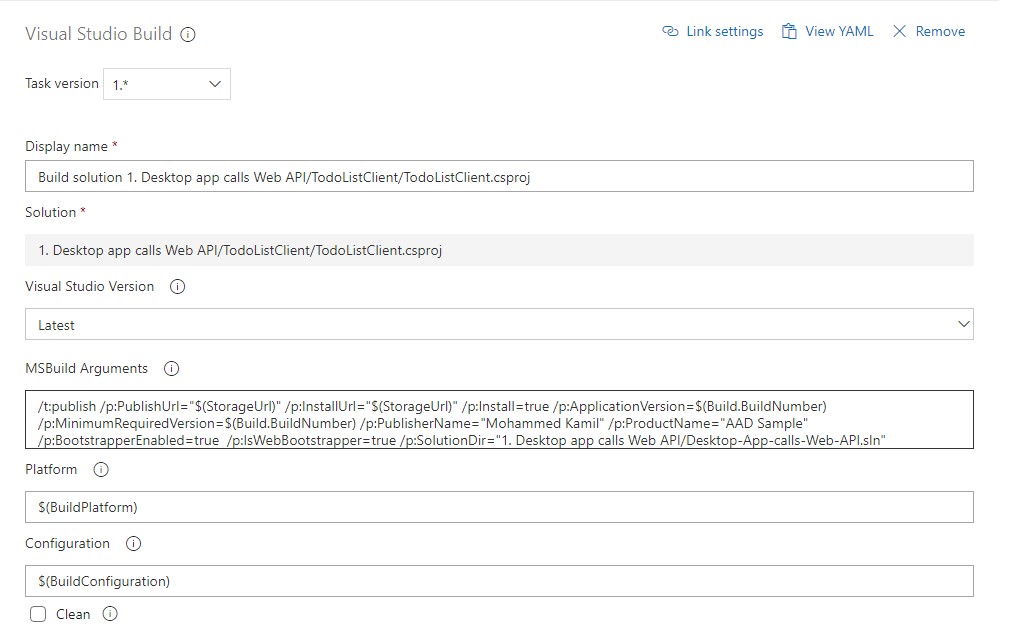 Visual Studio Build
Link settings View YAML Remove
Task version 1.*
Display name *
Build solution 1. Desktop app calls Web API/TodoListClient/TodoListClient.csproj
Solution *
1. Desktop app calls Web API/TodoListClient/TodoListClient.csproj
Visual Studio Version
Latest
MSBuild Arguments
/t:publish /p:PublishUrl="$(StorageUrl)" /p:InstallUrl="$(StorageUrl)" /p:Install=true /p:ApplicationVersion=$(Build.BuildNumber)
/p:MinimumRequiredVersion=$(Build.BuildNumber) /p:PublisherName="Mohammed Kamil" /p:ProductName="AAD Sample"
/p:BootstrapperEnabled=true /p:IsWebBootstrapper=true /p:SolutionDir="1. Desktop app calls Web API/Desktop-App-calls-Web-API.sln"
Platform
$(BuildPlatform)
Configuration
$(BuildConfiguration)
Clean